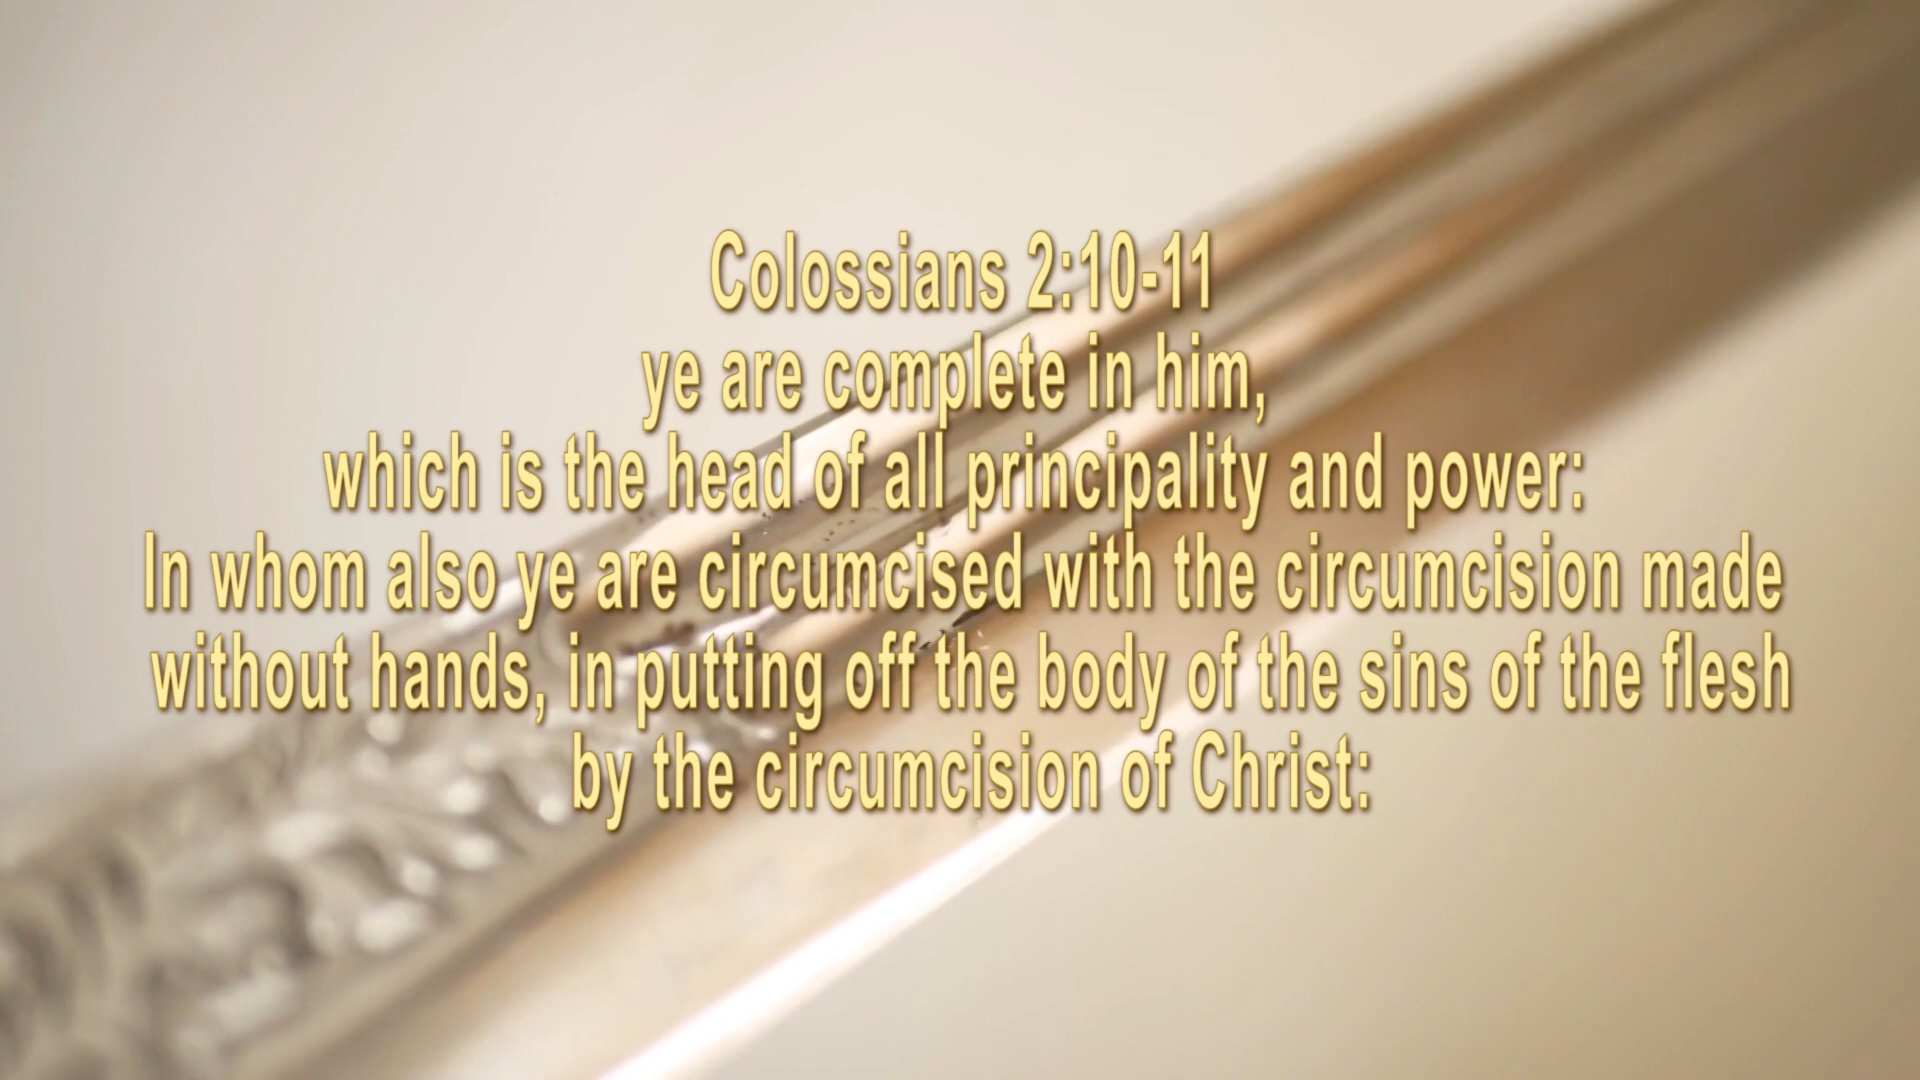 Colossians 2:10-11
ye are complete in him,
which is the head of all principality and power:
In whom also ye are circumcised with the circumcision made
without hands, in putting off the body of the sins of the flesh
by the circumcision of Christ: